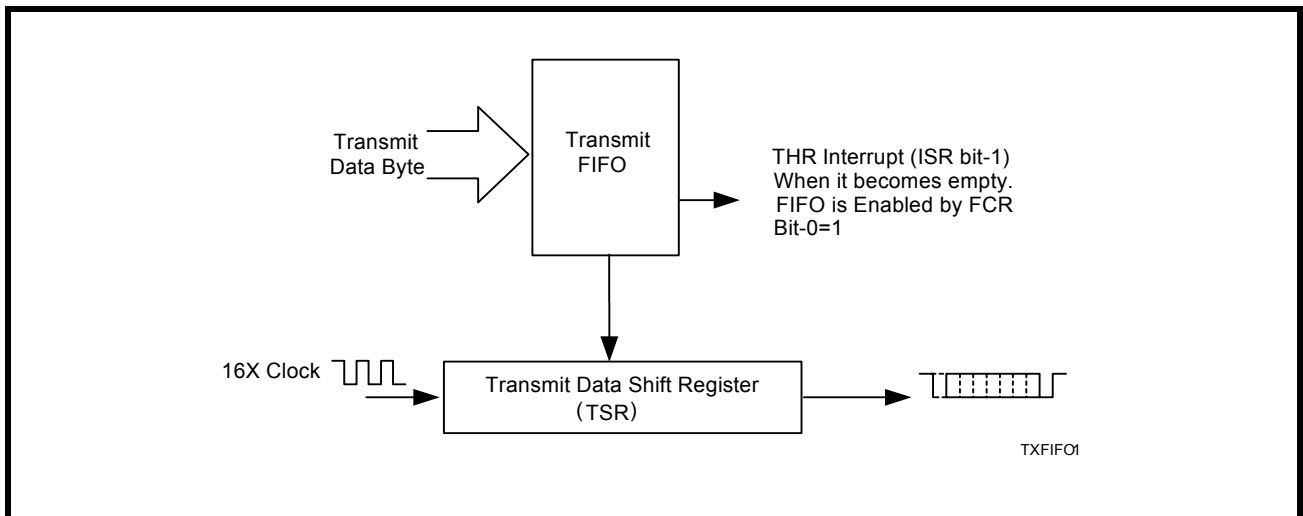 Transmit
Data Byte
Transmit
FIFO
THR Interrupt (ISR bit-1)
When it becomes empty.
FIFO is Enabled by FCR
Bit-0=1
16X Clock
Transmit Data Shift Register
(TSR)
TXFIFO1